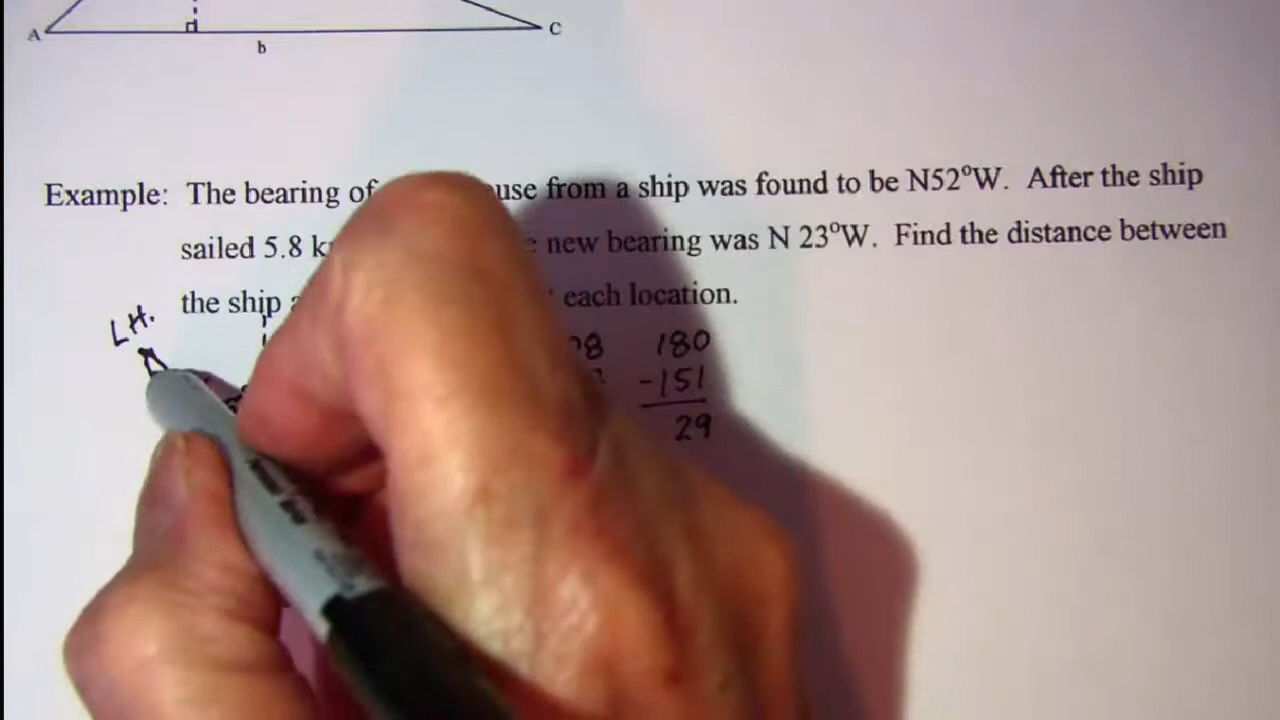 A
C
b
Example: The bearing of use from a ship was found to be N52°W. After the ship
sailed 5.8 k new bearing was N 23°W. Find the distance between
the ship each location.
LH.
8 180
-151
29